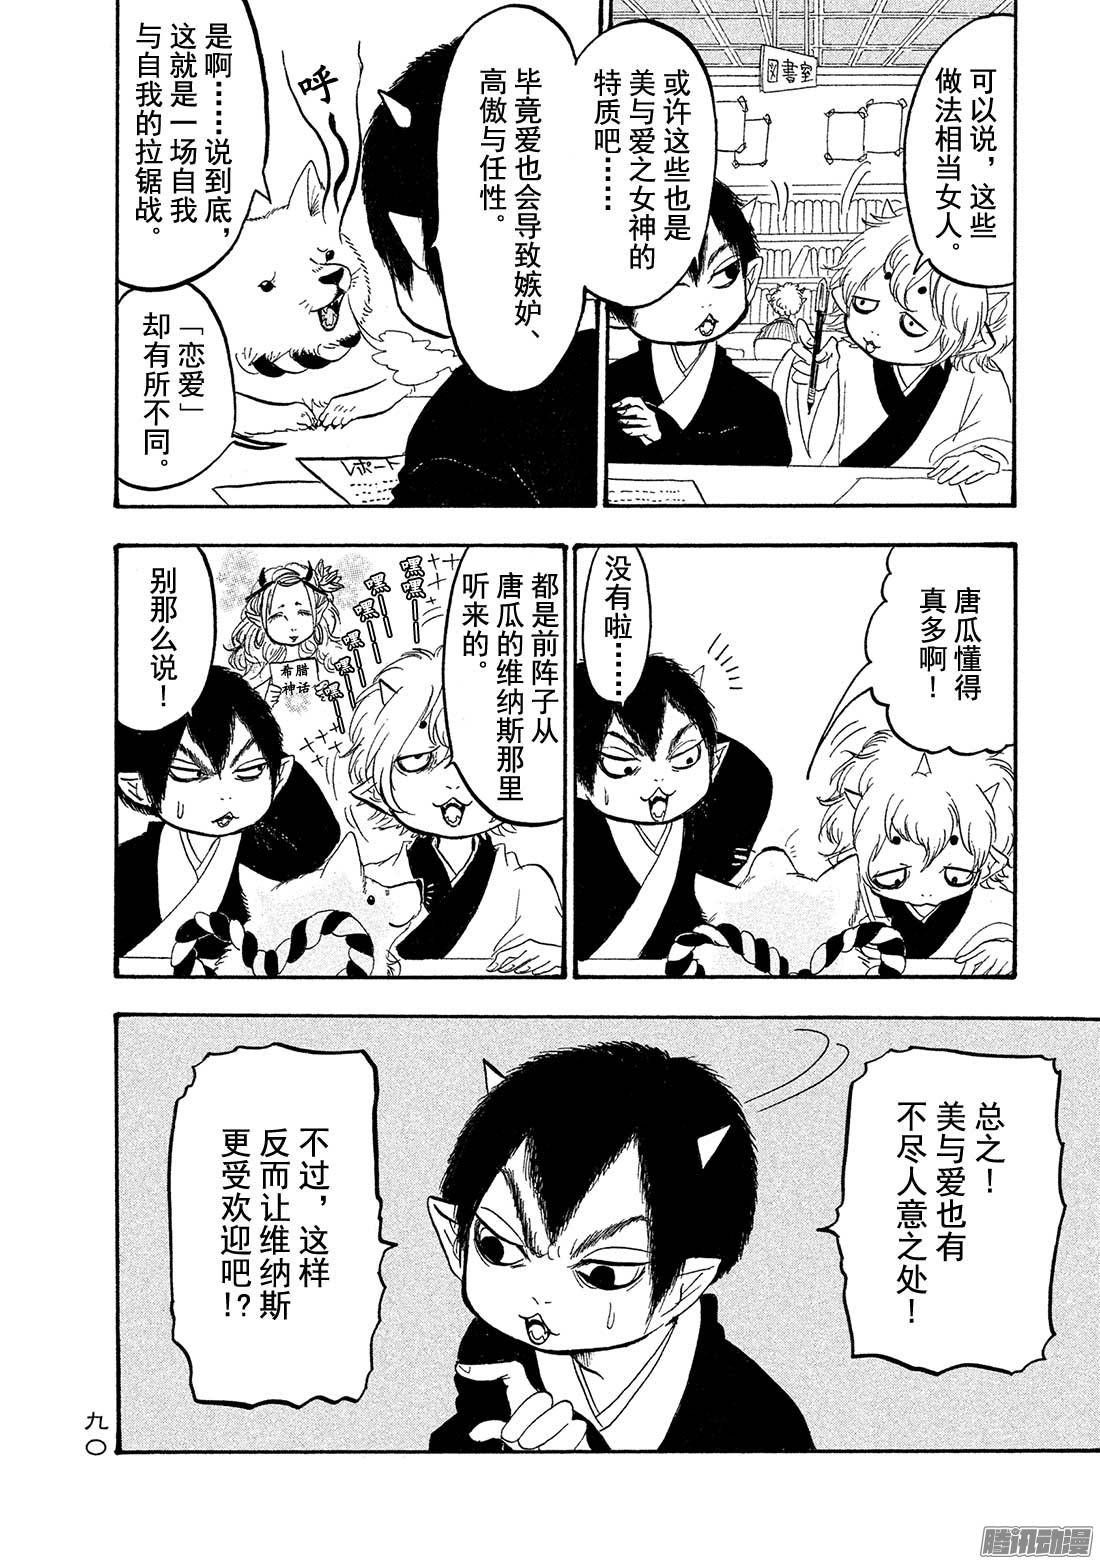 図書室
可以说，这些
做法相当女人。
或许这些也是
美与爱之女神的
特质吧……
毕竟爱也会导致嫉妒、
高傲与任性。
呼
是啊……说到底，
这就是一场自我
与自我的拉锯战。
「恋爱」
却有所不同。
レポート
唐瓜懂得
真多啊！
没有啦……
都是前阵子从
唐瓜的维纳斯那里
听来的。
嘿嘿——
嘿——
嘿——
嘿——
希腊
神话
别那么说！
总之！
美与爱也有
不尽人意之处！
不过，这样
反而让维纳斯
更受欢迎吧！？
九〇
腾讯动漫